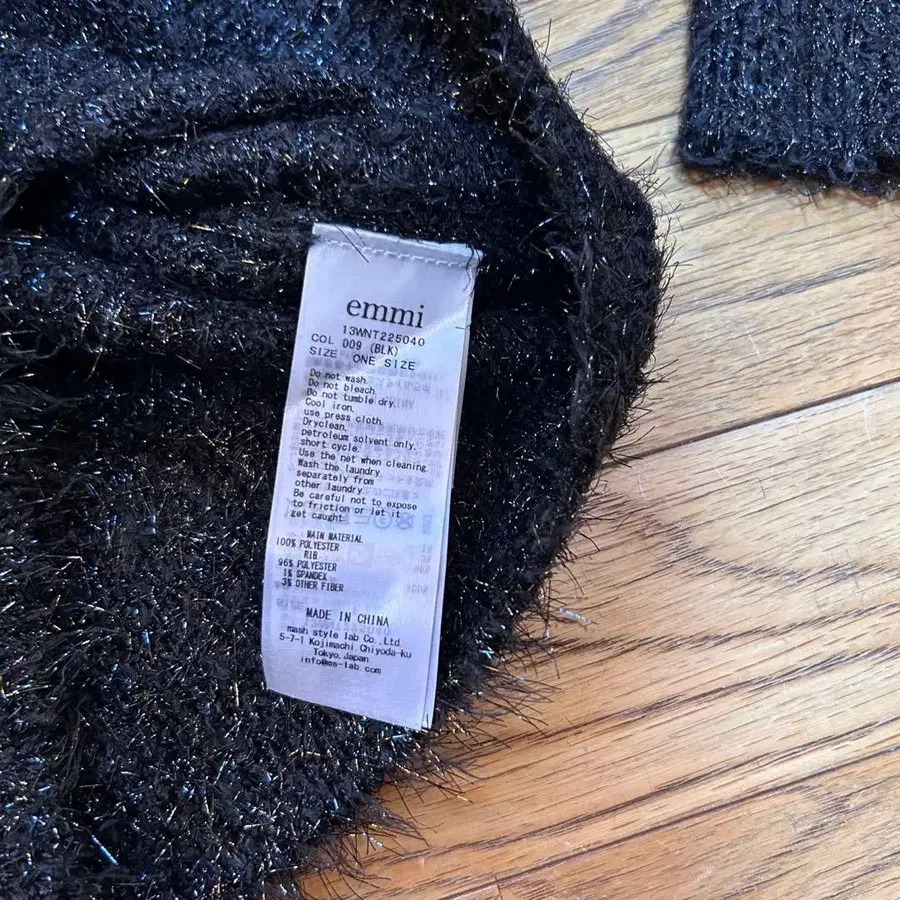 emmi
13WNT225040
COL D09 (BLK)
SIZE ONE SIZE
Do not wash.
Do not bleach.
Do not tumble dry.
Cool iron,
use press cloth.
Dryclean,
petroleum solvent only,
short cycle.
Use the net when cleaning.
Wash the laundry
separately from
other laundry.
Be careful not to expose
to friction or let it
get caught.
MAIN MATERIAL
100% POLYESTER
RIB
96% POLYESTER
1% SPANDEX
3% OTHER FIBER
MADE IN CHINA
mash style lab Co.,Ltd.
5-7-1 Kojimachi Chiyoda-ku
Tokyo, Japan
info@ms-lab.com